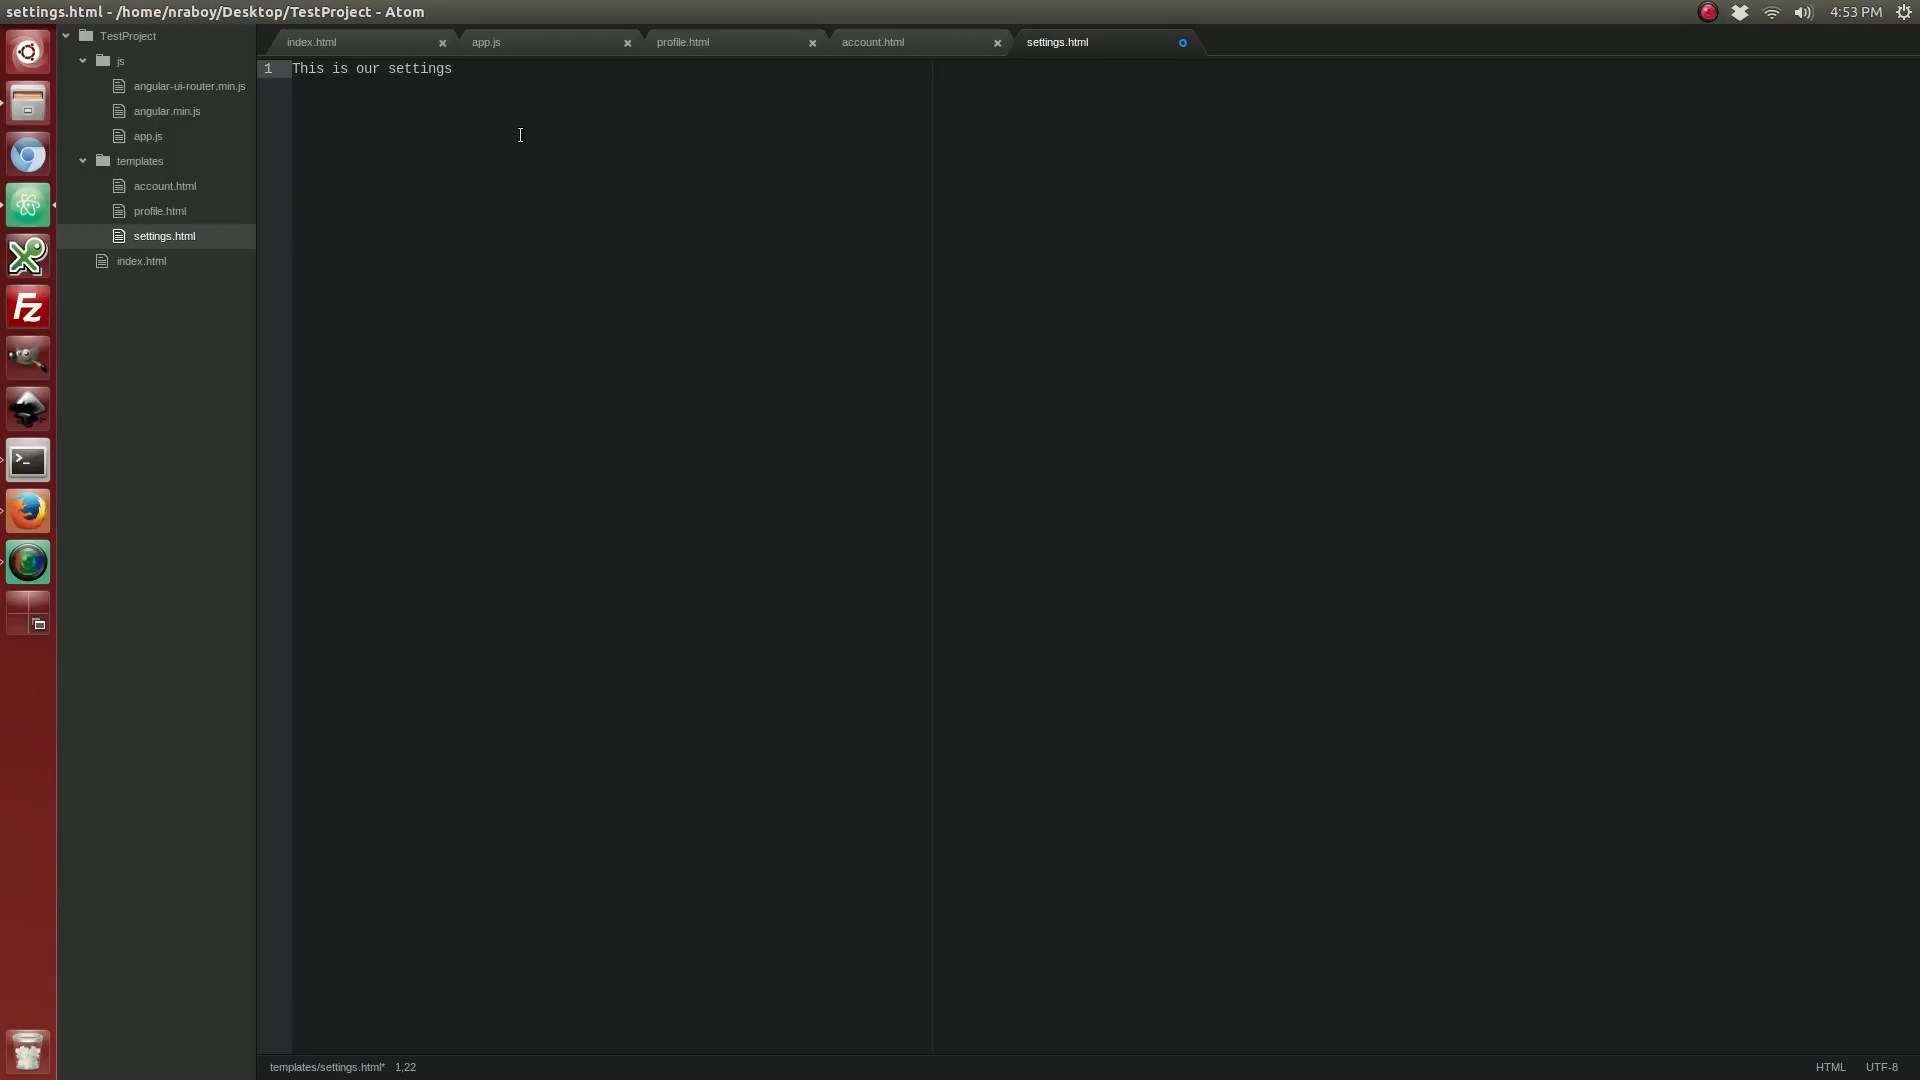 settings.html - /home/nraboy/Desktop/TestProject - Atom
4:53 PM
TestProject
js
angular-ui-router.min.js
angular.min.js
app.js
templates
account.html
profile.html
settings.html
index.html
index.html
app.js
profile.html
account.html
settings.html
1 This is our settings
Fz
>_
templates/settings.html* 1,22
HTML
UTF-8